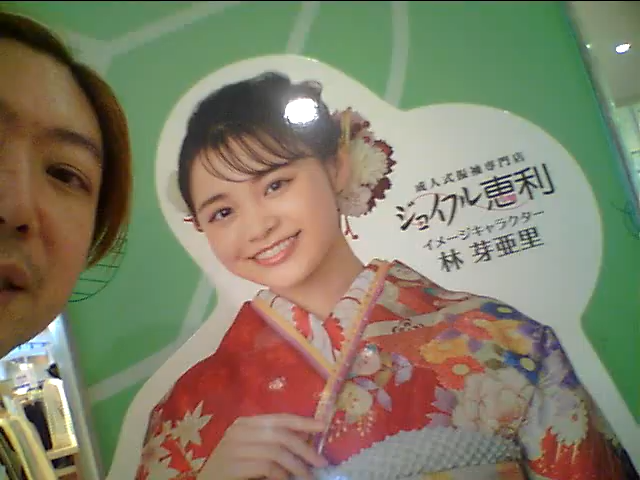 成人式振袖専門店
ジョイフル恵利
イメージキャラクター
林 芽亜里